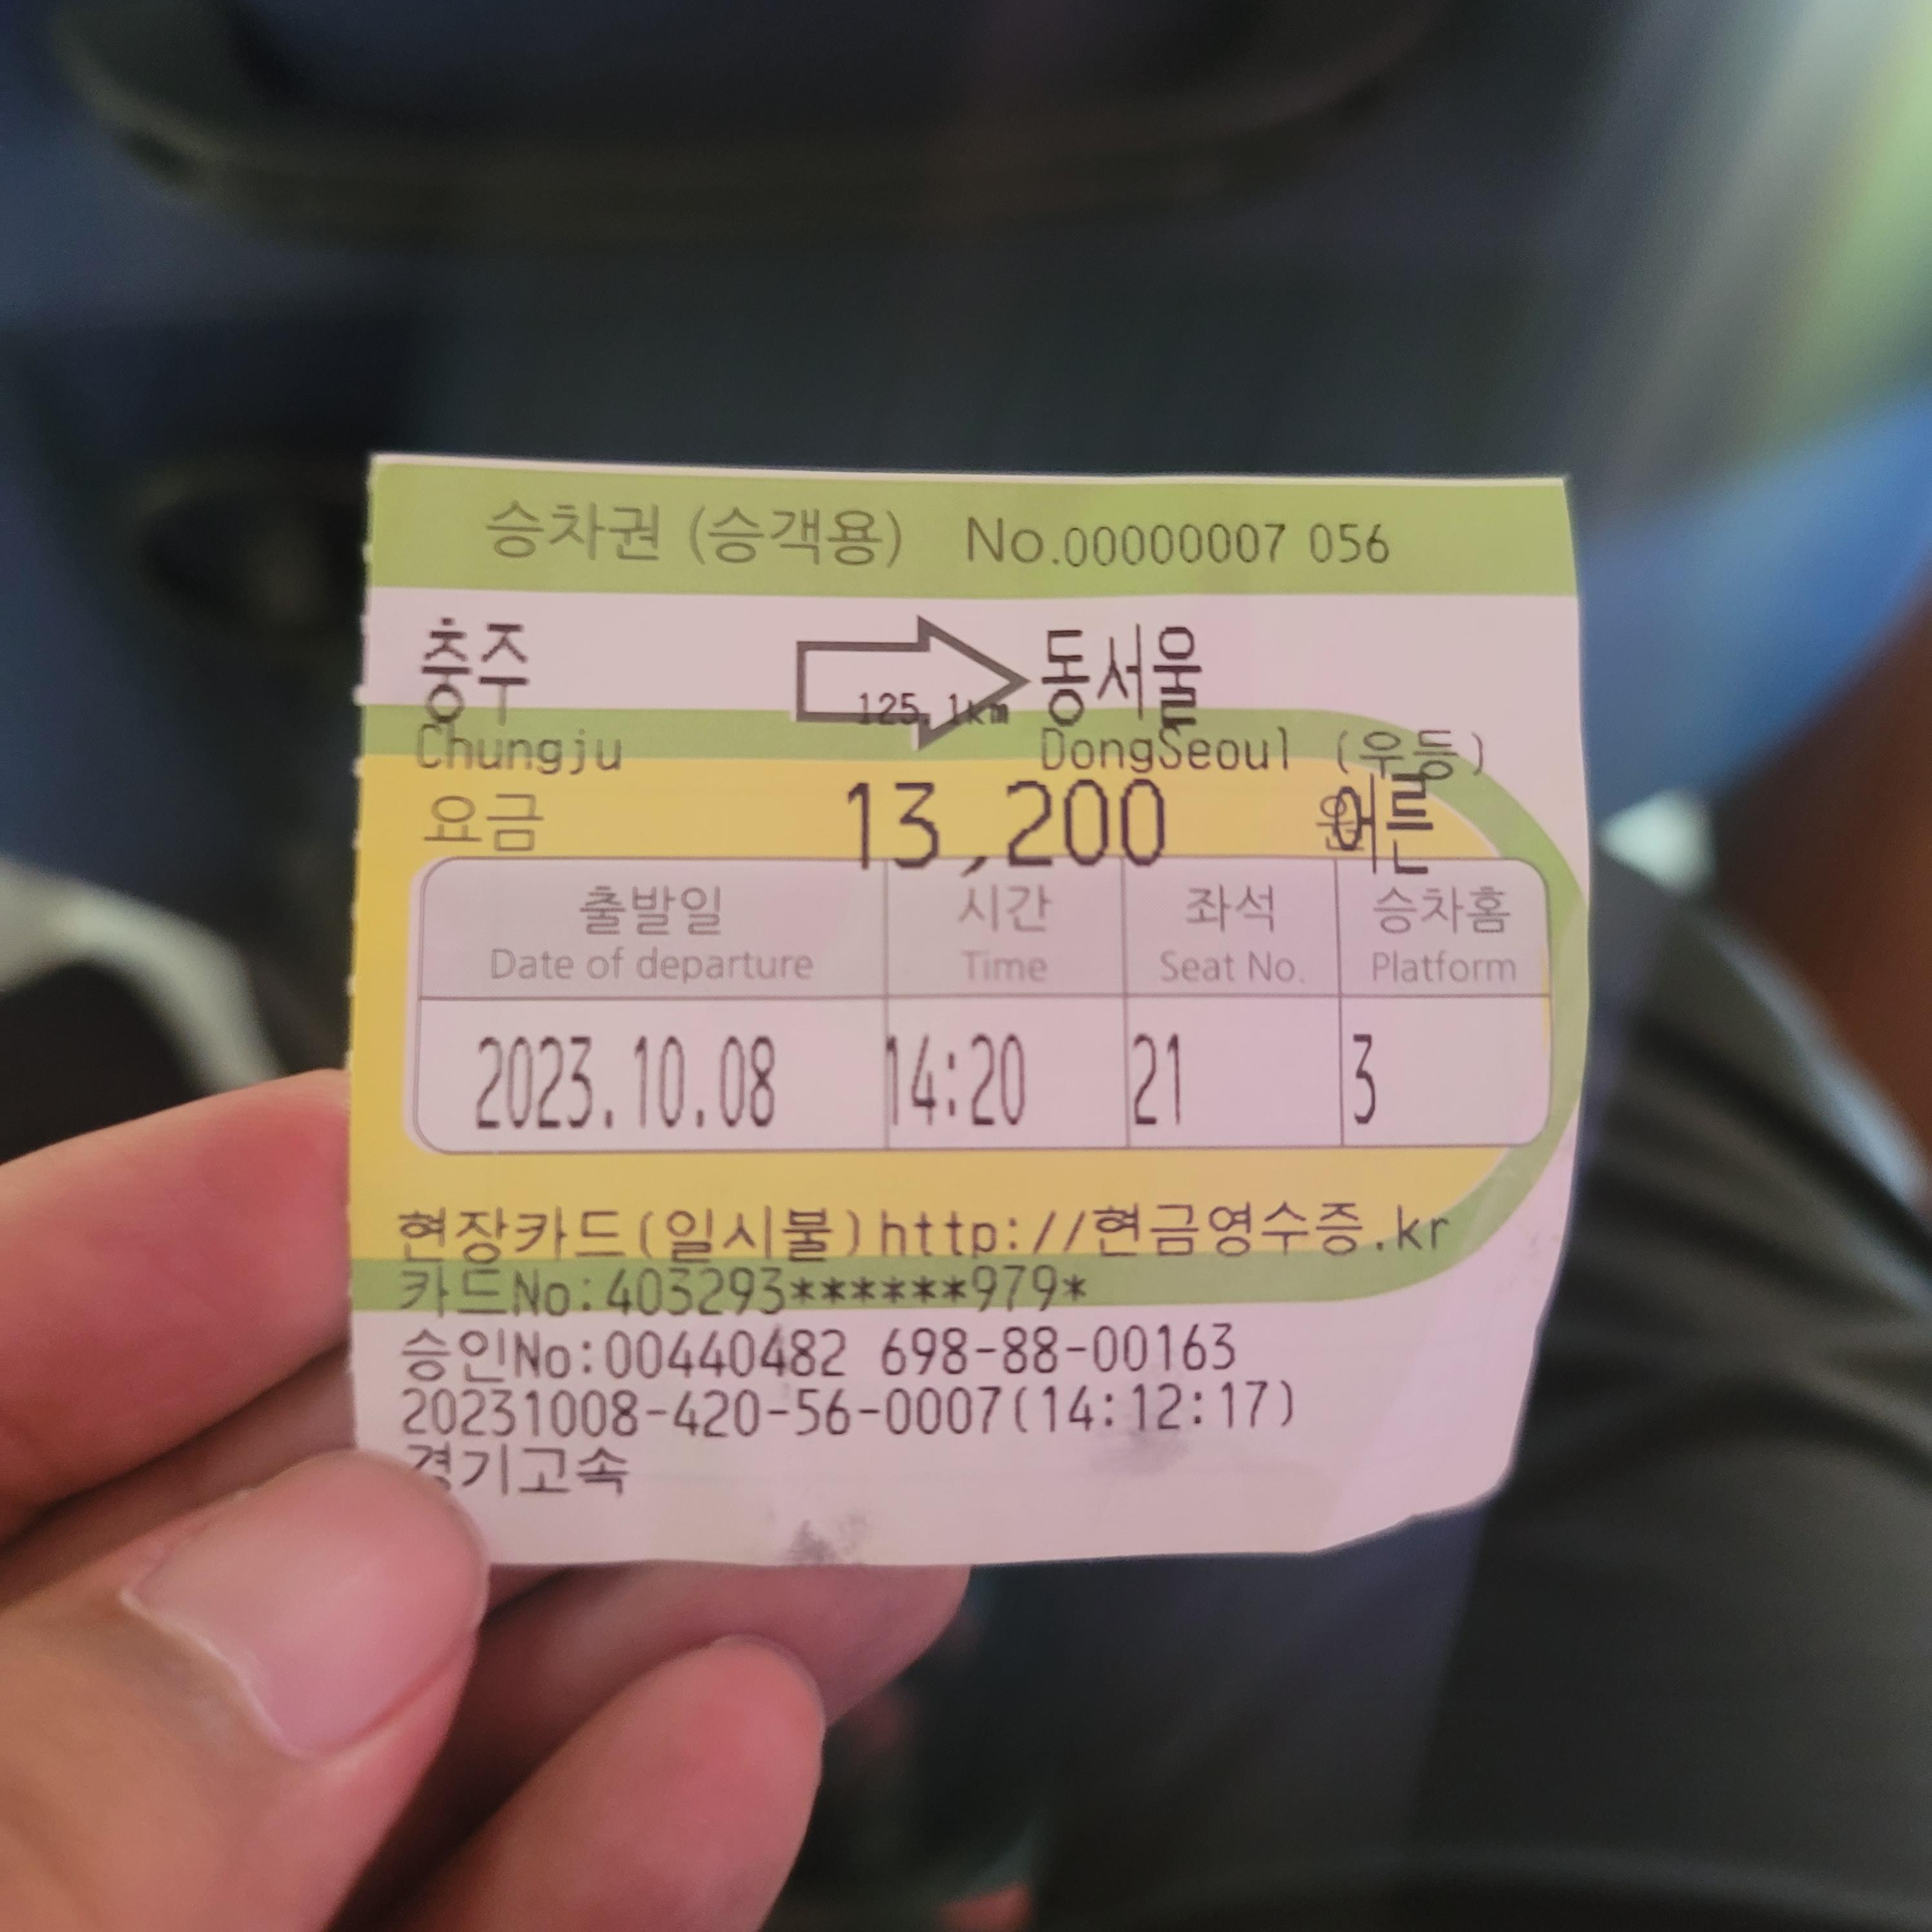 승차권 (승객용) No.00000007 056
충주 125.1km 동서울
Chungju DongSeoul (우등)
요금 13,200 원 어른
출발일 시간 좌석 승차홈
Date of departure Time Seat No. Platform
2023.10.08 14:20 21 3
현장카드(일시불)http://현금영수증.kr
카드No:403293******979*
승인No:00440482 698-88-00163
20231008-420-56-0007(14:12:17)
경기고속